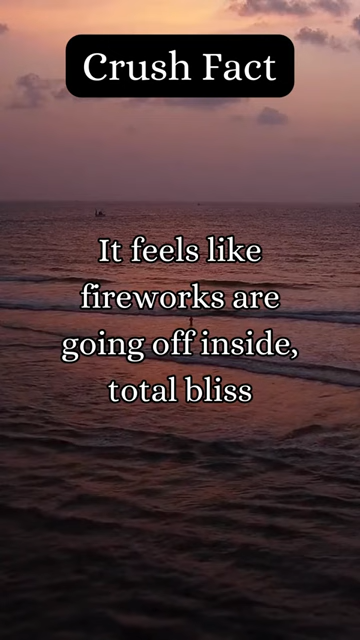 Crush Fact
It feels like
fireworks are
going off inside,
total bliss